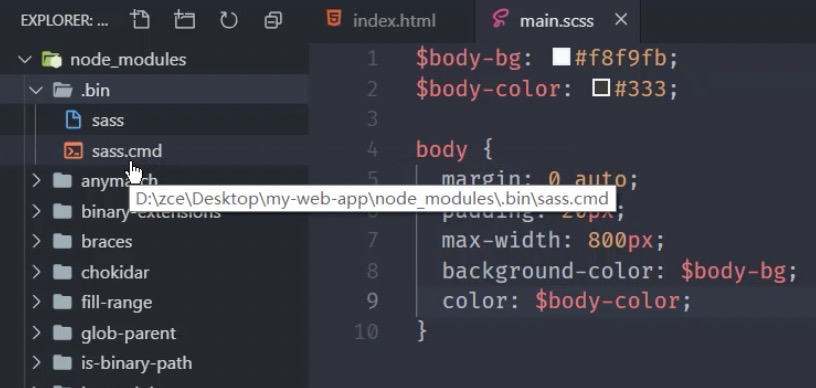 EXPLORER: ...
index.html
main.scss
node_modules
.bin
sass
sass.cmd
D:\zce\Desktop\my-web-app\node_modules\.bin\sass.cmd
binary-extensions
braces
chokidar
fill-range
glob-parent
is-binary-path
1 $body-bg: #f8f9fb;
2 $body-color: #333;
3
4 body {
margin: 0 auto;
padding: 20px;
7 max-width: 800px;
8 background-color: $body-bg;
9 color: $body-color;
10 }